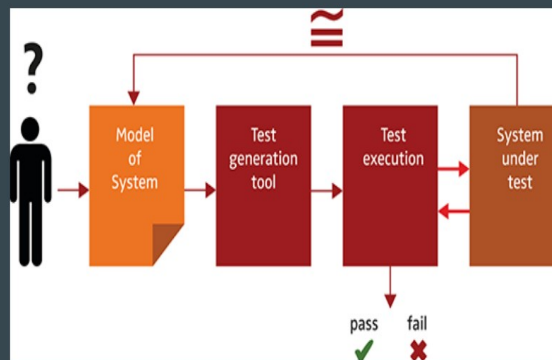 ≅
?
Model
of
System
Test
generation
tool
Test
execution
System
under
test
pass fail
✓ ✖